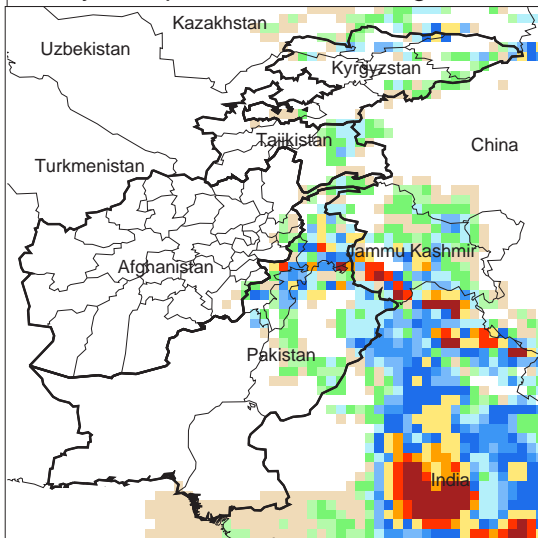 Kazakhstan
Uzbekistan
Kyrgyzstan
Tajikistan
China
Turkmenistan
Jammu Kashmir
Afghanistan
Pakistan
India